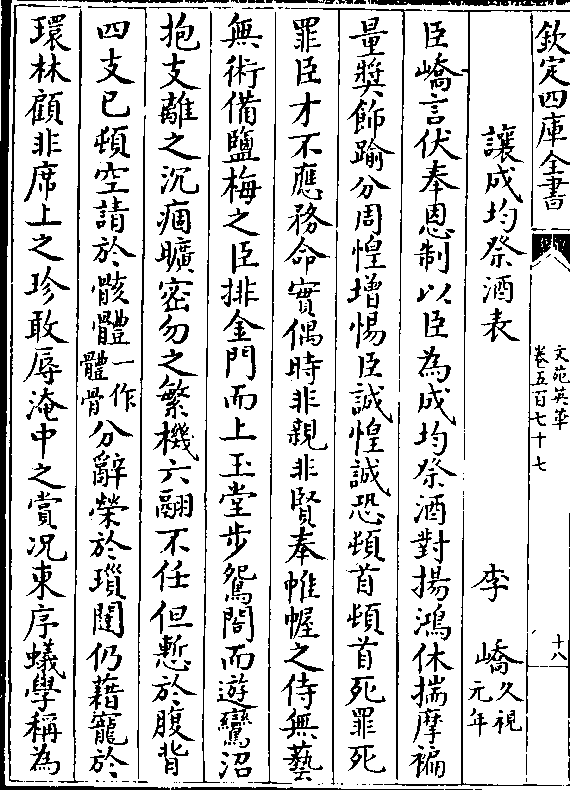 欽定四庫全書
文苑英華
卷五百七十七
十八
讓成均祭酒表
李嶠久視元年
臣嶠言伏奉恩制以臣為成均祭酒對揚鴻休揣摩褊
量奬飾踰分周惶增惕臣誠惶誠恐頓首頓首死罪死
罪臣才不應務命實偶時非親非賢奉帷幄之侍無藝
無術備鹽梅之臣排金門而上玉堂步鴛閣而遊鸞沼
抱支離之沉痼曠密勿之繁機六翮不任但慙於腹背
四支已頓空請於骸體一作體骨分辭榮於瑣闈仍藉寵於
環林顧非席上之珍敢辱淹中之賞况東序蟻學稱為